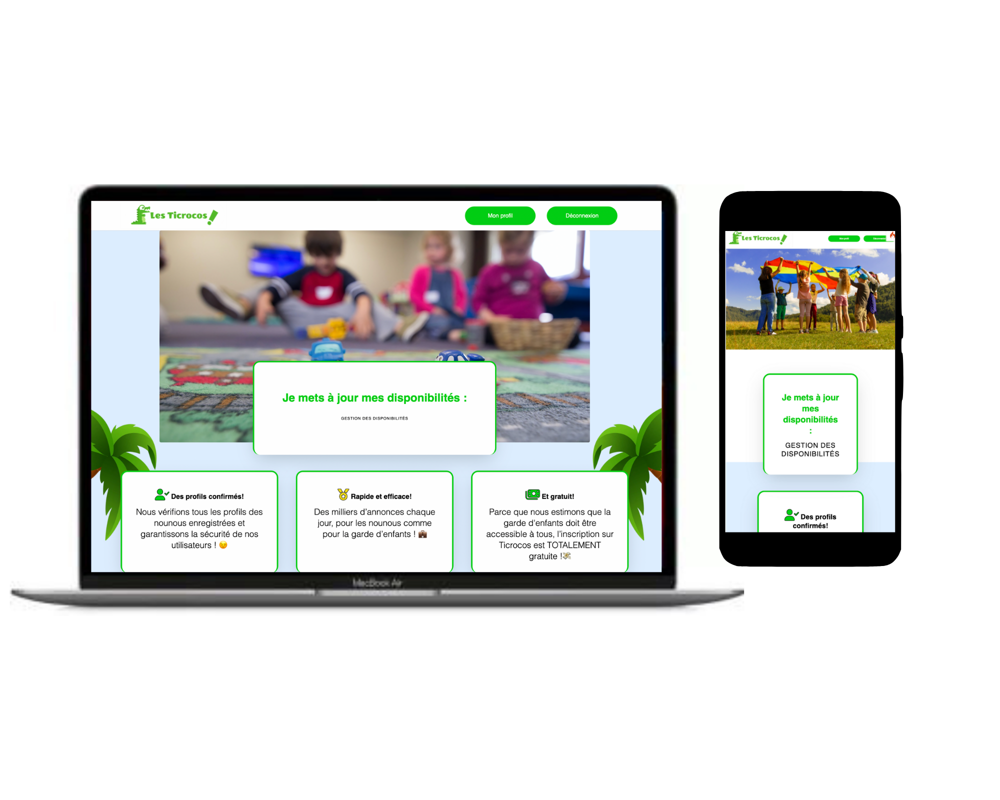 Les Ticrocos
Mon profil
Déconnexion
Je mets à jour mes disponibilités :
GESTION DES DISPONIBILITÉS
Des profils confirmés!
Nous vérifions tous les profils des
nounous enregistrées et
garantissons la sécurité de nos
utilisateurs ! 😉
Rapide et efficace!
Des milliers d'annonces chaque
jour, pour les nounous comme
pour la garde d'enfants ! 💼
Et gratuit!
Parce que nous estimons que la
garde d'enfants doit être
accessible à tous, l'inscription sur
Ticrocos est TOTALEMENT
gratuite !💸
MacBook Air
Les Ticrocos
Mon profil
Déconnexion
Je mets à jour
mes
disponibilités
:
GESTION DES
DISPONIBILITÉS
Des profils
confirmés!